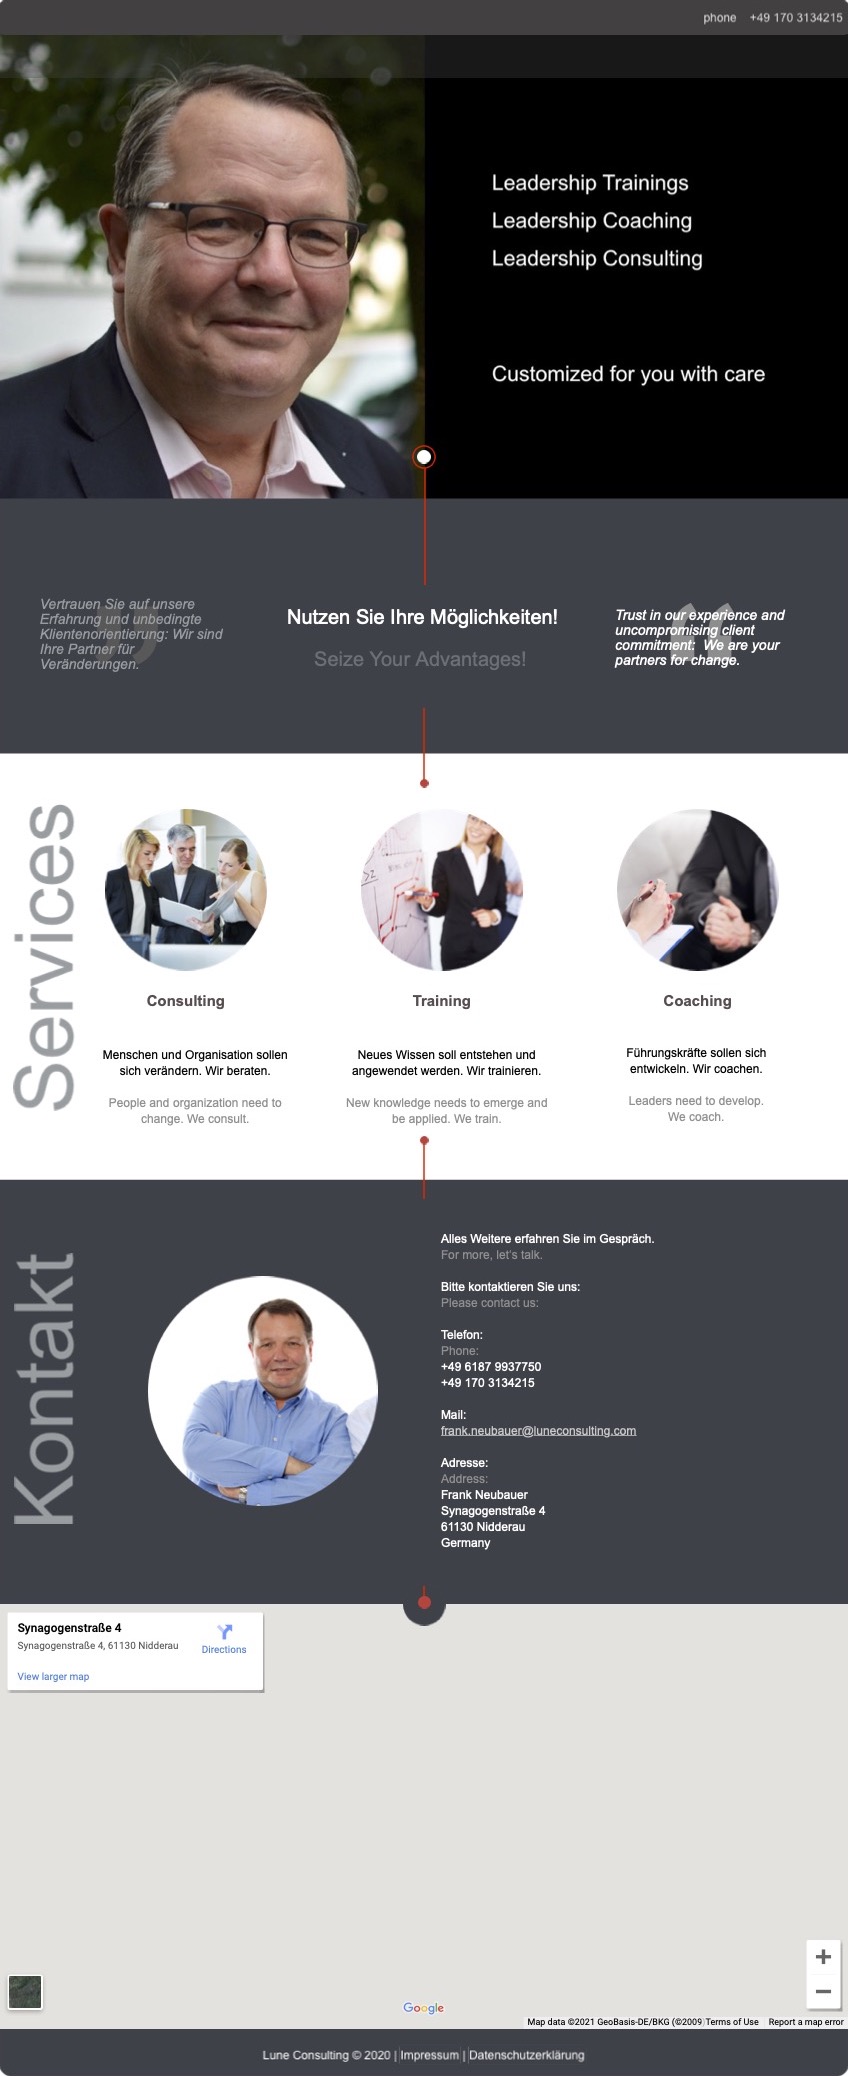 phone +49 170 3134215
Leadership Trainings
Leadership Coaching
Leadership Consulting
Customized for you with care
Vertrauen Sie auf unsere
Erfahrung und unbedingte
Klientenorientierung: Wir sind
Ihre Partner für
Veränderungen.
Nutzen Sie Ihre Möglichkeiten!
Seize Your Advantages!
Trust in our experience and
uncompromising client
commitment: We are your
partners for change.
Services
Consulting
Menschen und Organisation sollen
sich verändern. Wir beraten.
People and organization need to
change. We consult.
Training
Neues Wissen soll entstehen und
angewendet werden. Wir trainieren.
New knowledge needs to emerge and
be applied. We train.
Coaching
Führungskräfte sollen sich
entwickeln. Wir coachen.
Leaders need to develop.
We coach.
Kontakt
Alles Weitere erfahren Sie im Gespräch.
For more, let's talk.
Bitte kontaktieren Sie uns:
Please contact us:
Telefon:
Phone:
+49 6187 9937750
+49 170 3134215
Mail:
frank.neubauer@luneconsulting.com
Adresse:
Address:
Frank Neubauer
Synagogenstraße 4
61130 Nidderau
Germany
Synagogenstraße 4
Synagogenstraße 4, 61130 Nidderau
Directions
View larger map
Google
Map data ©2021 GeoBasis-DE/BKG (©2009) Terms of Use Report a map error
Lune Consulting © 2020 | Impressum | Datenschutzerklärung